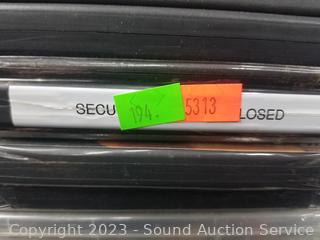 SECU 194. 5313 LOSED
Copyright 2023 - Sound Auction Service